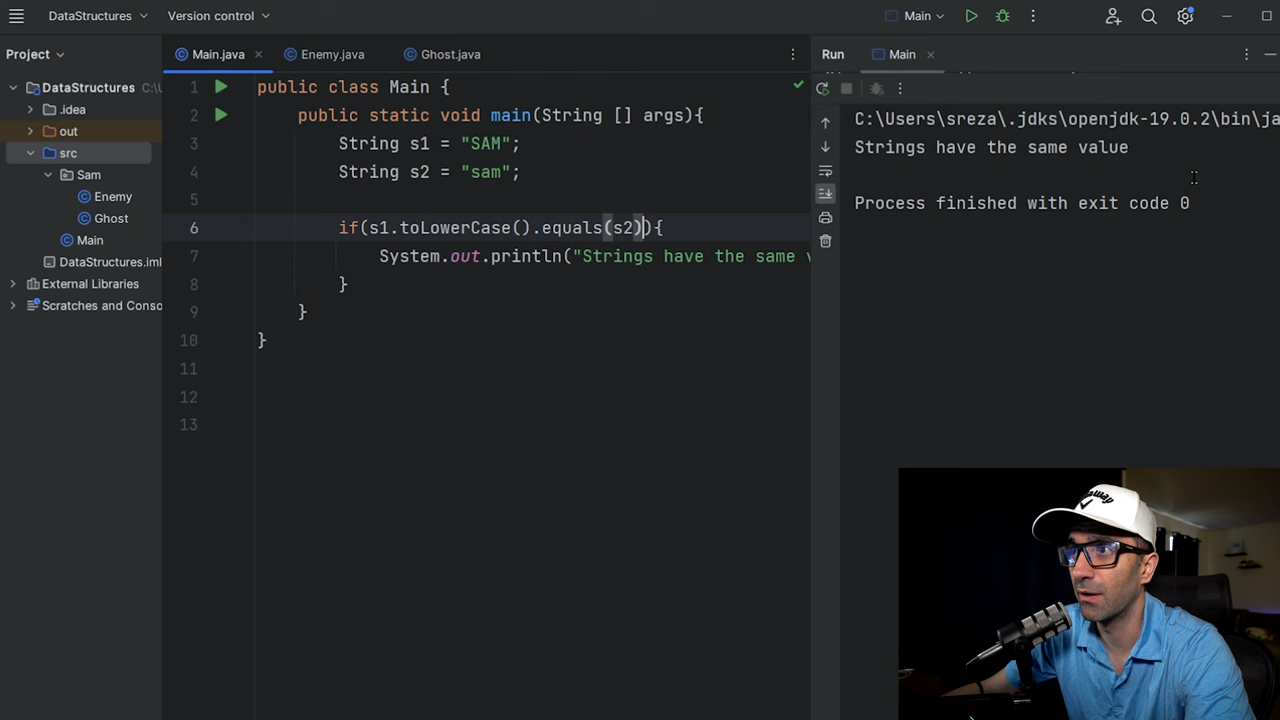 DataStructures Version control Main
Project Main.java Enemy.java Ghost.java Run Main
DataStructures C:\U
.idea
out
src
Sam
Enemy
Ghost
Main
DataStructures.iml
External Libraries
Scratches and Conso
1 public class Main {
2 public static void main(String [] args){
3 String s1 = "SAM";
4 String s2 = "sam";
5
6 if(s1.toLowerCase().equals(s2)){
7 System.out.println("Strings have the same v
8 }
9 }
10 }
11
12
13
C:\Users\sreza\.jdks\openjdk-19.0.2\bin\ja
Strings have the same value
Process finished with exit code 0